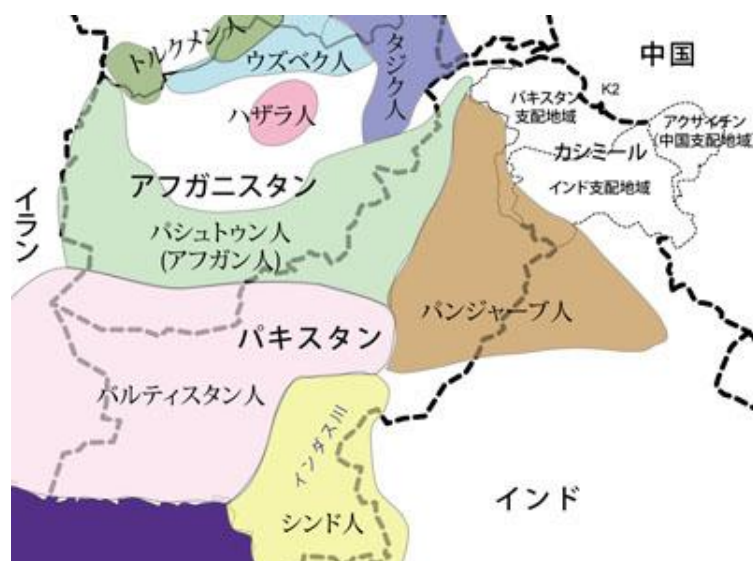 トルクメン人
ウズベク人
タジク人
中国
K2
パキスタン
支配地域
ハザラ人
アクサイチン
(中国支配地域)
カシミール
アフガニスタン
インド支配地域
イラン
パシュトゥン人
(アフガン人)
パンジャーブ人
パキスタン
バルティスタン人
インダス川
インド
シンド人